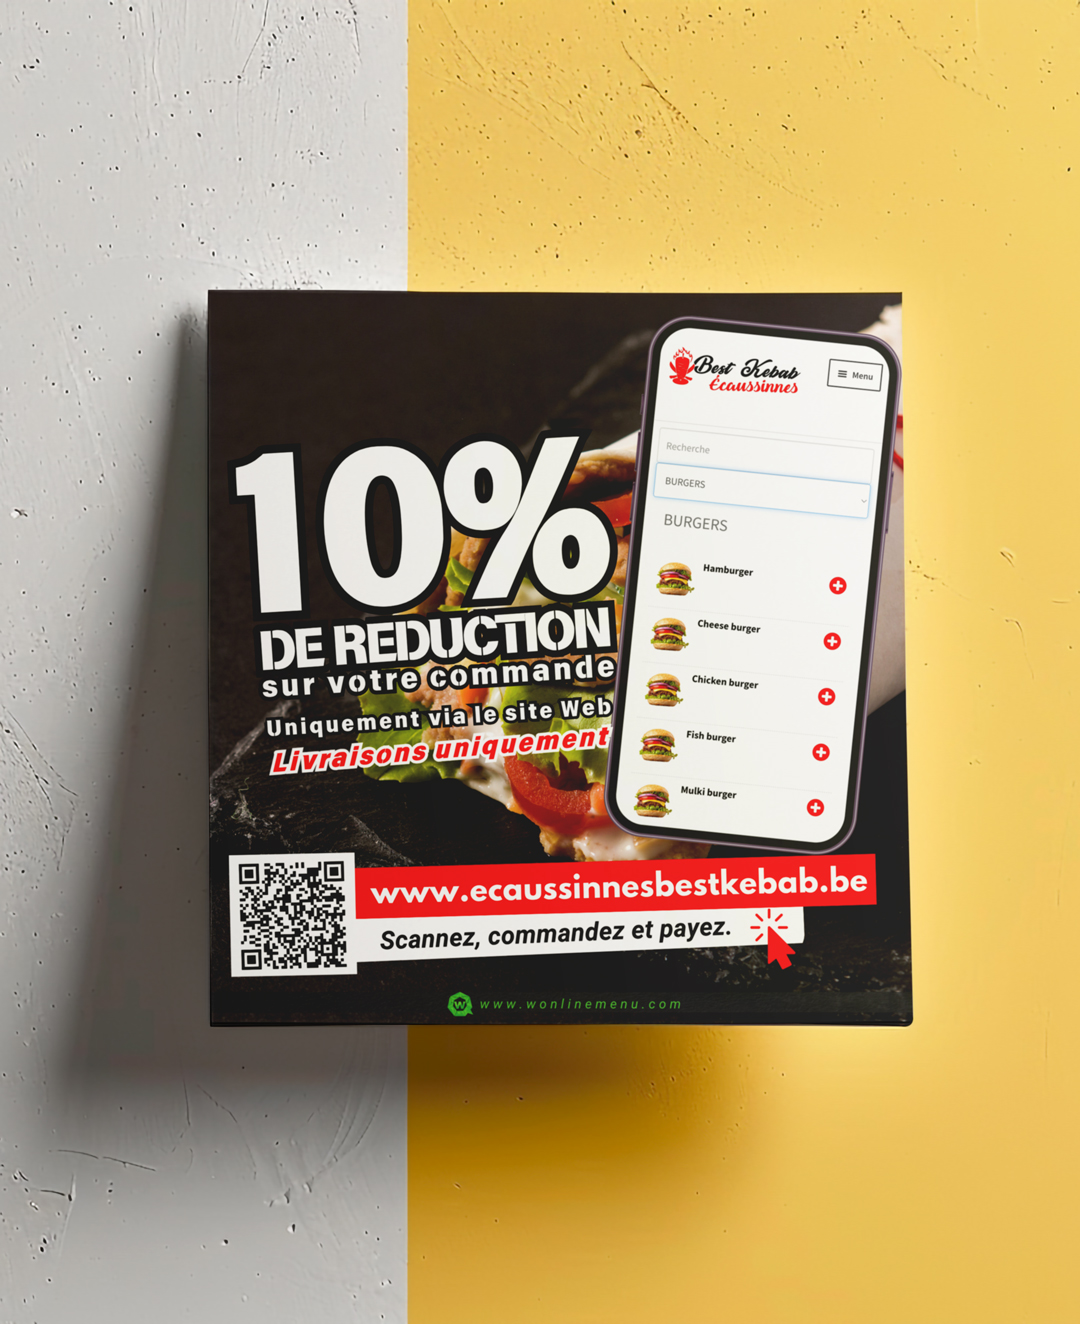 10%
DE REDUCTION
sur votre commande
Uniquement via le site Web
Livraisons uniquement
Best Kebab
Écaussinnes
Menu
Recherche
BURGERS
BURGERS
Hamburger
Cheese burger
Chicken burger
Fish burger
Mulki burger
www.ecaussinnesbestkebab.be
Scannez, commandez et payez.
W
www.wonlinemenu.com